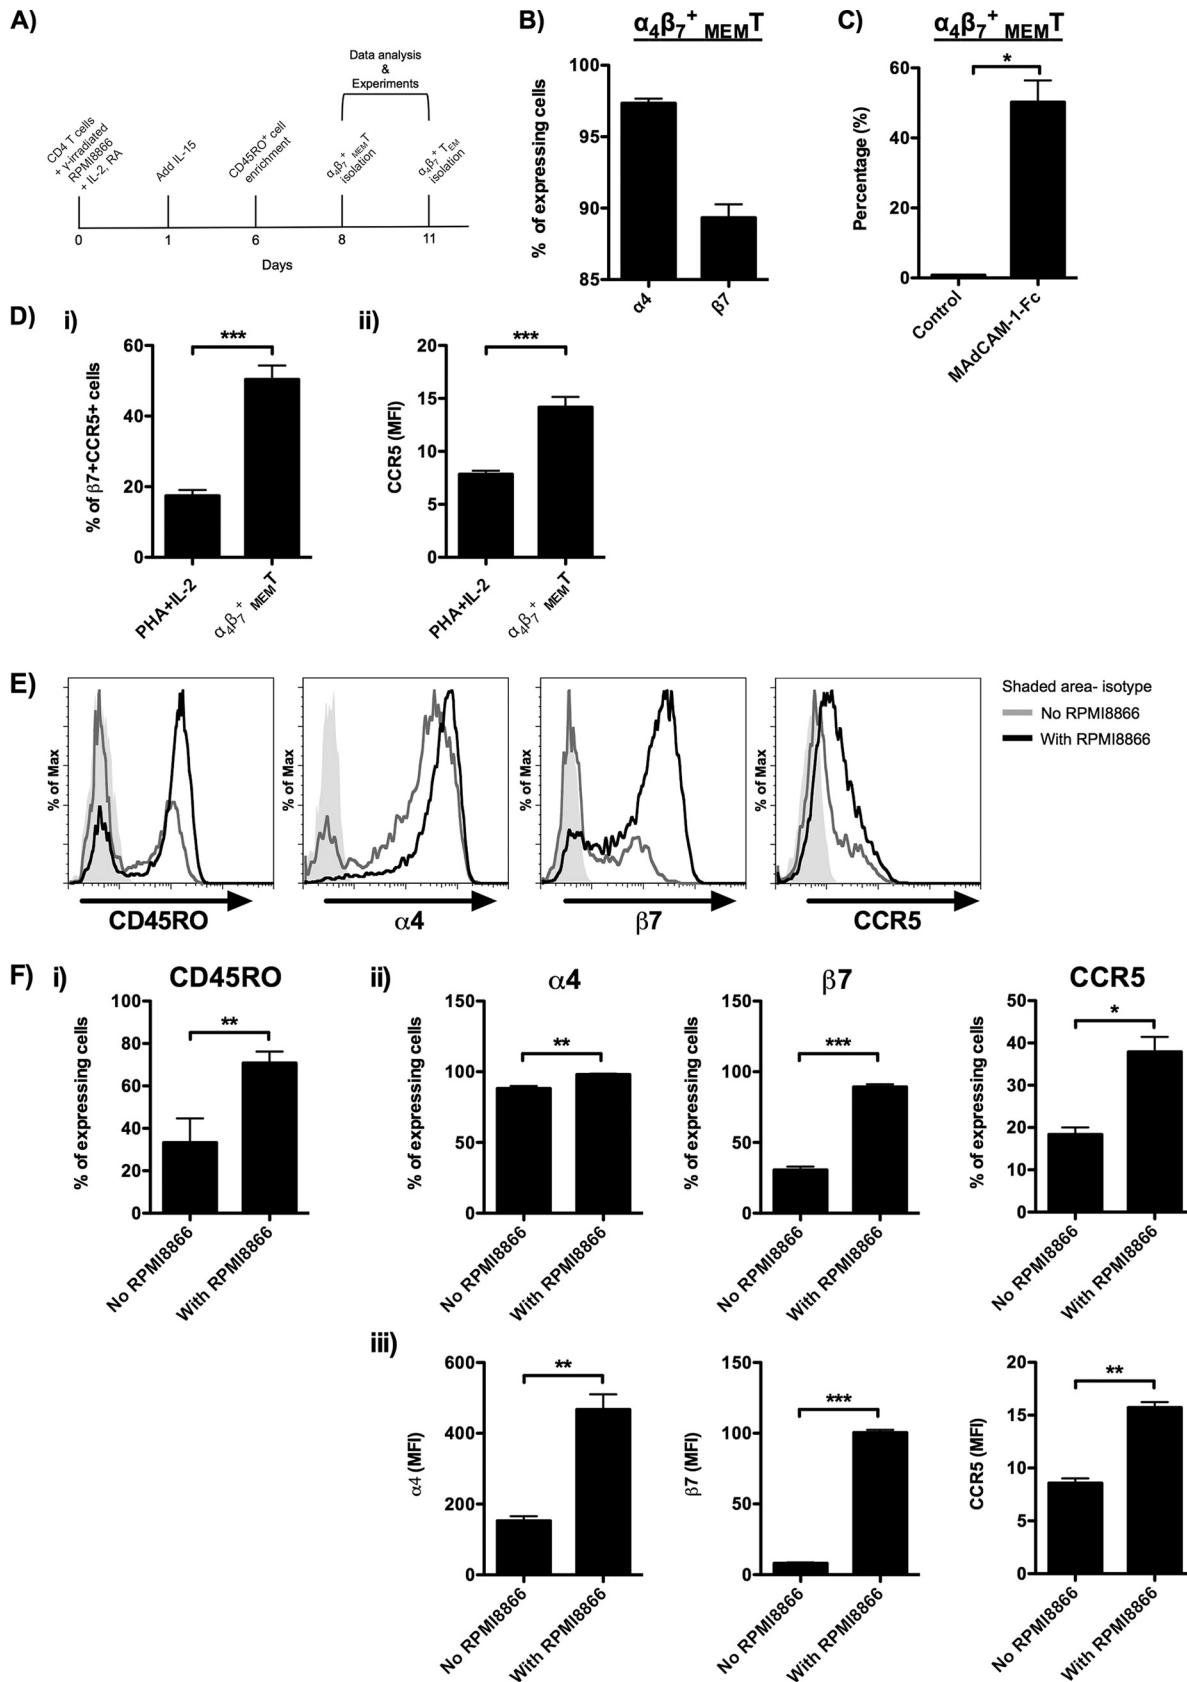 A)
Data analysis
&
Experiments
CD4 T cells
+ γ-irradiated
RPMI8866
+ IL-2, RA
Add IL-15
CD45RO⁺ cell
enrichment
α₄β₇⁺ MEMT
isolation
α₄β₇⁺ TEM
isolation
0 1 6 8 11
Days
B)
α₄β₇⁺ MEMT
% of expressing cells
100
95
90
85
α4 β7
C)
α₄β₇⁺ MEMT
*
Percentage (%)
60
40
20
0
Control
MAdCAM-1-Fc
D) i)
***
% of β7+CCR5+ cells
60
40
20
0
PHA+IL-2
α₄β₇⁺ MEMT
ii)
***
CCR5 (MFI)
20
15
10
5
0
PHA+IL-2
α₄β₇⁺ MEMT
E)
% of Max
CD45RO
% of Max
α4
% of Max
β7
% of Max
CCR5
Shaded area- isotype
No RPMI8866
With RPMI8866
F) i)
CD45RO
**
% of expressing cells
100
80
60
40
20
0
No RPMI8866
With RPMI8866
ii)
α4
**
% of expressing cells
150
100
50
0
No RPMI8866
With RPMI8866
β7
***
% of expressing cells
150
100
50
0
No RPMI8866
With RPMI8866
CCR5
*
% of expressing cells
50
40
30
20
10
0
No RPMI8866
With RPMI8866
iii)
**
α4 (MFI)
600
400
200
0
No RPMI8866
With RPMI8866
***
β7 (MFI)
150
100
50
0
No RPMI8866
With RPMI8866
**
CCR5 (MFI)
20
15
10
5
0
No RPMI8866
With RPMI8866